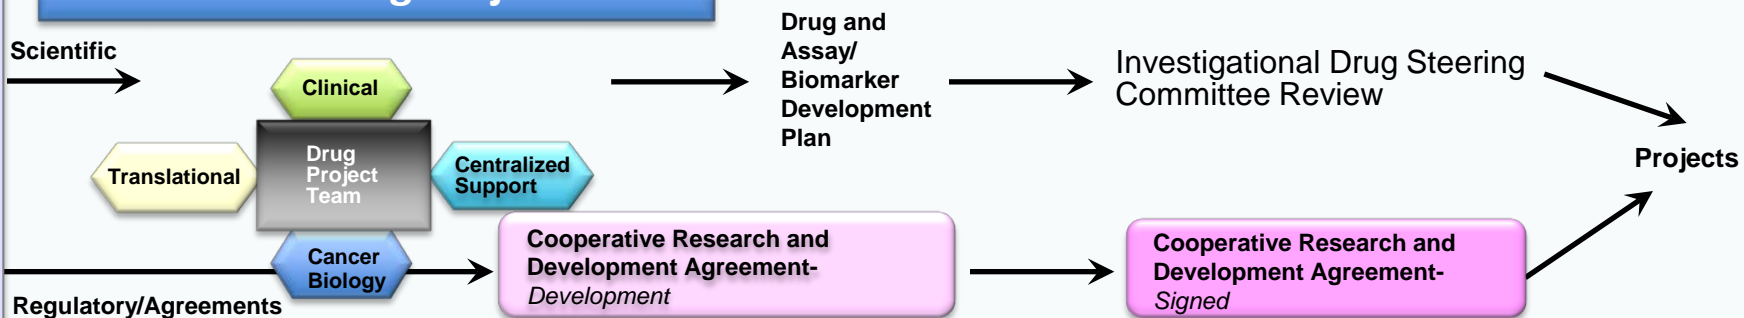 Scientific
Clinical
Translational
Drug
Project
Team
Centralized
Support
Cancer
Biology
Regulatory/Agreements
Drug and
Assay/
Biomarker
Development
Plan
Investigational Drug Steering
Committee Review
Cooperative Research and
Development Agreement-
Development
Cooperative Research and
Development Agreement-
Signed
Projects